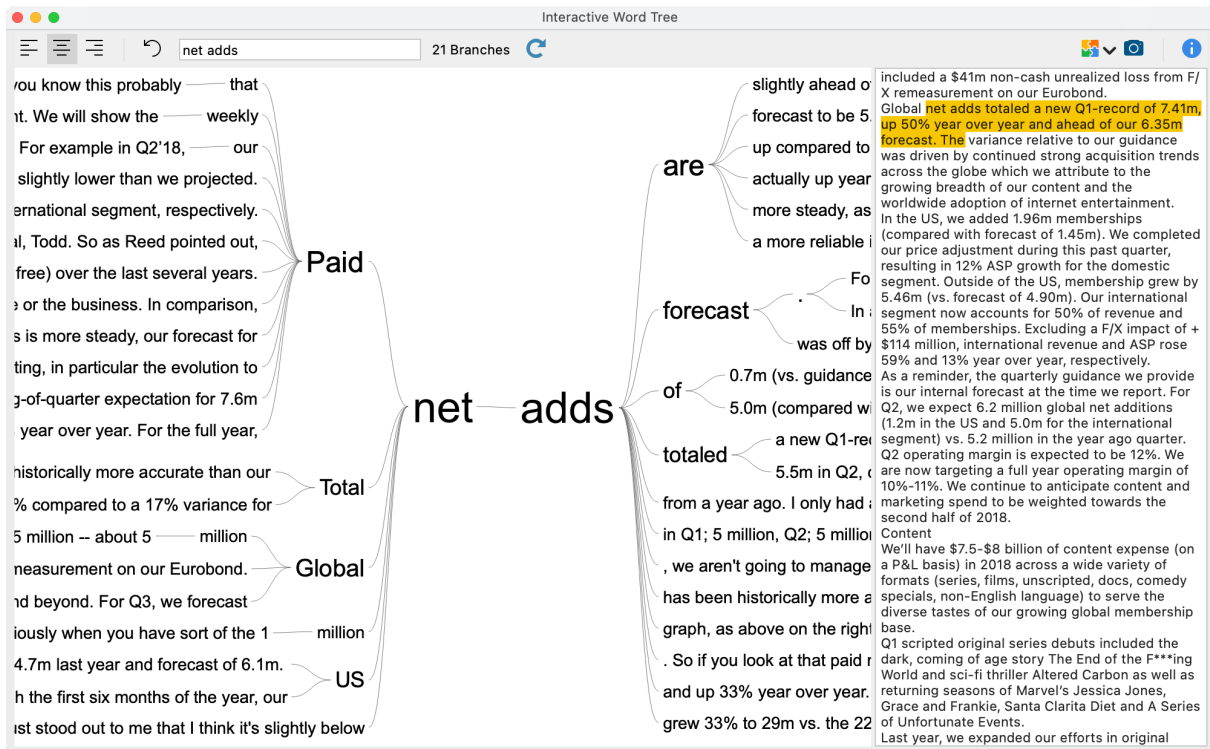 Interactive Word Tree
net adds
21 Branches
you know this probably
that
nt. We will show the
weekly
For example in Q2’18,
our
slightly lower than we projected.
ernational segment, respectively.
al, Todd. So as Reed pointed out,
free) over the last several years.
e or the business. In comparison,
s is more steady, our forecast for
ting, in particular the evolution to
g-of-quarter expectation for 7.6m
year over year. For the full year,
Paid
historically more accurate than our
% compared to a 17% variance for
Total
5 million -- about 5
million
measurement on our Eurobond.
nd beyond. For Q3, we forecast
Global
iously when you have sort of the 1
million
4.7m last year and forecast of 6.1m.
h the first six months of the year, our
US
ust stood out to me that I think it's slightly below
net adds
are
slightly ahead o
forecast to be 5.
up compared to
actually up year
more steady, as
a more reliable i
forecast
.
Fo
In a
was off by
of
0.7m (vs. guidance
5.0m (compared wi
totaled
a new Q1-rec
5.5m in Q2, c
from a year ago. I only had a
in Q1; 5 million, Q2; 5 million
, we aren't going to manage
has been historically more a
graph, as above on the right
. So if you look at that paid n
and up 33% year over year.
grew 33% to 29m vs. the 22
included a $41m non-cash unrealized loss from F/
X remeasurement on our Eurobond.
Global net adds totaled a new Q1-record of 7.41m,
up 50% year over year and ahead of our 6.35m
forecast. The variance relative to our guidance
was driven by continued strong acquisition trends
across the globe which we attribute to the
growing breadth of our content and the
worldwide adoption of internet entertainment.
In the US, we added 1.96m memberships
(compared with forecast of 1.45m). We completed
our price adjustment during this past quarter,
resulting in 12% ASP growth for the domestic
segment. Outside of the US, membership grew by
5.46m (vs. forecast of 4.90m). Our international
segment now accounts for 50% of revenue and
55% of memberships. Excluding a F/X impact of +
$114 million, international revenue and ASP rose
59% and 13% year over year, respectively.
As a reminder, the quarterly guidance we provide
is our internal forecast at the time we report. For
Q2, we expect 6.2 million global net additions
(1.2m in the US and 5.0m for the international
segment) vs. 5.2 million in the year ago quarter.
Q2 operating margin is expected to be 12%. We
are now targeting a full year operating margin of
10%-11%. We continue to anticipate content and
marketing spend to be weighted towards the
second half of 2018.
Content
We’ll have $7.5-$8 billion of content expense (on
a P&L basis) in 2018 across a wide variety of
formats (series, films, unscripted, docs, comedy
specials, non-English language) to serve the
diverse tastes of our growing global membership
base.
Q1 scripted original series debuts included the
dark, coming of age story The End of the F***ing
World and sci-fi thriller Altered Carbon as well as
returning seasons of Marvel’s Jessica Jones,
Grace and Frankie, Santa Clarita Diet and A Series
of Unfortunate Events.
Last year, we expanded our efforts in original